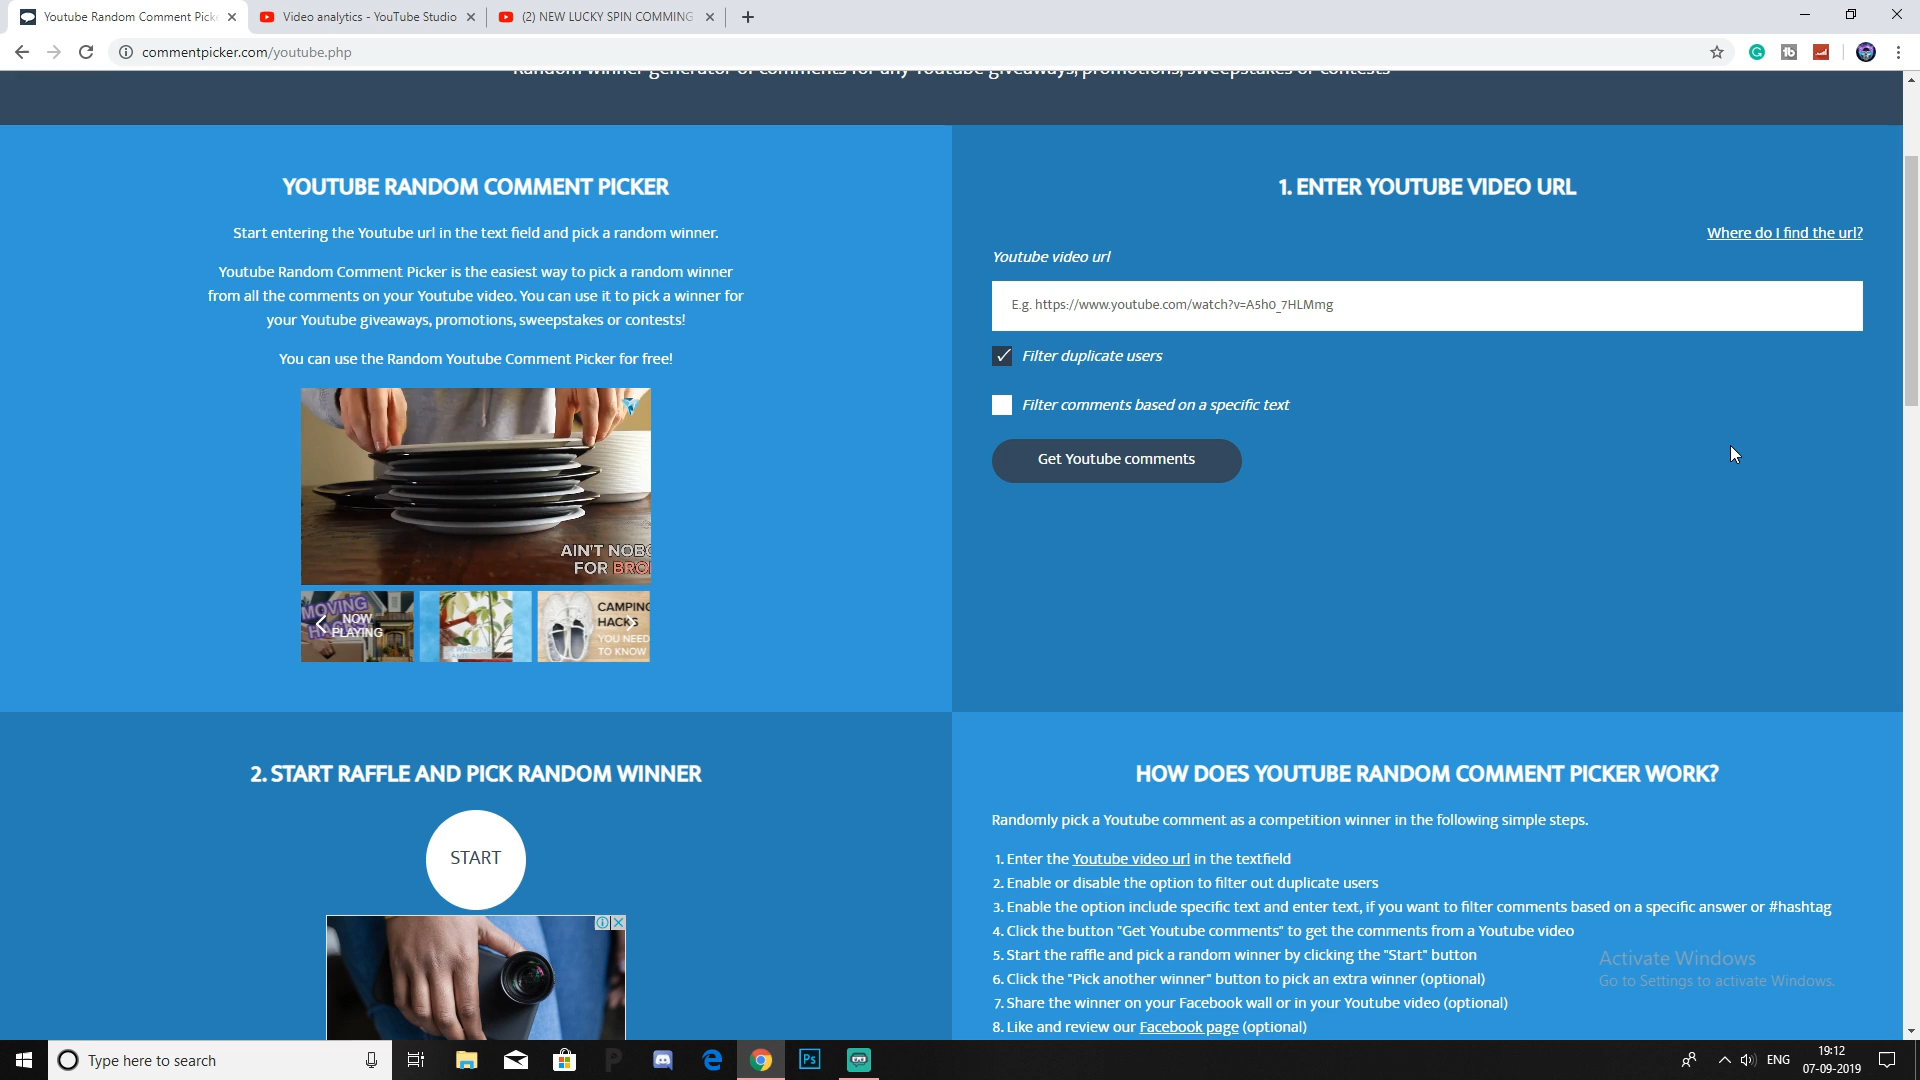 Youtube Random Comment Picke
Video analytics - YouTube Studio
(2) NEW LUCKY SPIN COMMING
commentpicker.com/youtube.php
Random winner generator of comments for any Youtube giveaways, promotions, sweepstakes or contests
YOUTUBE RANDOM COMMENT PICKER
Start entering the Youtube url in the text field and pick a random winner.
Youtube Random Comment Picker is the easiest way to pick a random winner
from all the comments on your Youtube video. You can use it to pick a winner for
your Youtube giveaways, promotions, sweepstakes or contests!
You can use the Random Youtube Comment Picker for free!
AIN'T NOBO
FOR BRO
MOVING
NOW
PLAYING
CAMPING
HACKS
YOU NEED
TO KNOW
1. ENTER YOUTUBE VIDEO URL
Where do I find the url?
Youtube video url
E.g. https://www.youtube.com/watch?v=A5h0_7HLMmg
Filter duplicate users
Filter comments based on a specific text
Get Youtube comments
2. START RAFFLE AND PICK RANDOM WINNER
START
HOW DOES YOUTUBE RANDOM COMMENT PICKER WORK?
Randomly pick a Youtube comment as a competition winner in the following simple steps.
1. Enter the Youtube video url in the textfield
2. Enable or disable the option to filter out duplicate users
3. Enable the option include specific text and enter text, if you want to filter comments based on a specific answer or #hashtag
4. Click the button "Get Youtube comments" to get the comments from a Youtube video
5. Start the raffle and pick a random winner by clicking the "Start" button
6. Click the "Pick another winner" button to pick an extra winner (optional)
7. Share the winner on your Facebook wall or in your Youtube video (optional)
8. Like and review our Facebook page (optional)
Activate Windows
Go to Settings to activate Windows.
Type here to search
Ps
ENG
19:12
07-09-2019